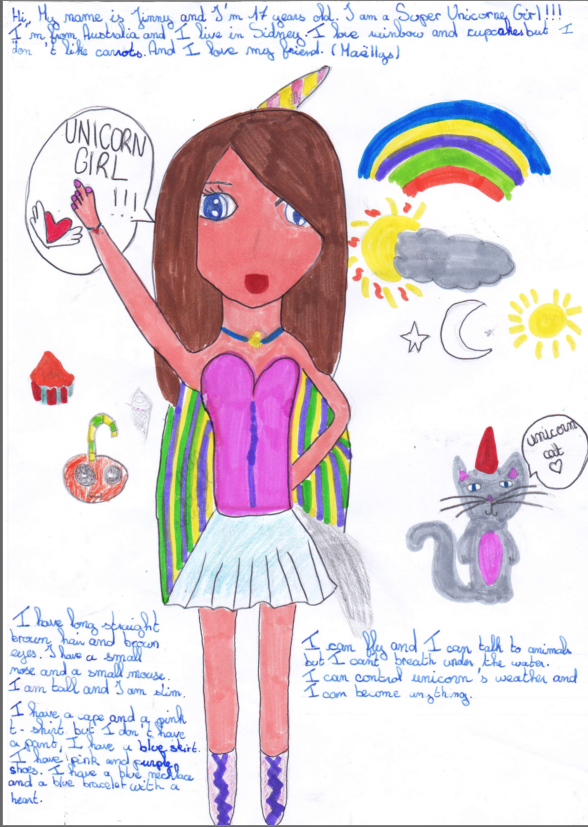 Hi, My name is Jinny and I'm 17 years old. I am a Super Unicorne Girl!!!
I'm from Australia and I live in Sidney. I love rainbow and cupcakes but I
don't like carrots. And I love my friend. (Maëllys)
UNICORN
GIRL
!!!
unicorn
cat
I have long straight
brown hair and brown
eyes. I have a small
nose and a small mouse.
I am tall and I am slim.
I have a cape and a pink
t-shirt. but I don't have
a pant, I have a blue skirt.
I have pink and purple
shoes. I have a blue necklace
and a blue bracelet with a
heart.
I can fly and I can talk to animals
but I can't breath under the water.
I can control unicorn's weather and
I can become anything.